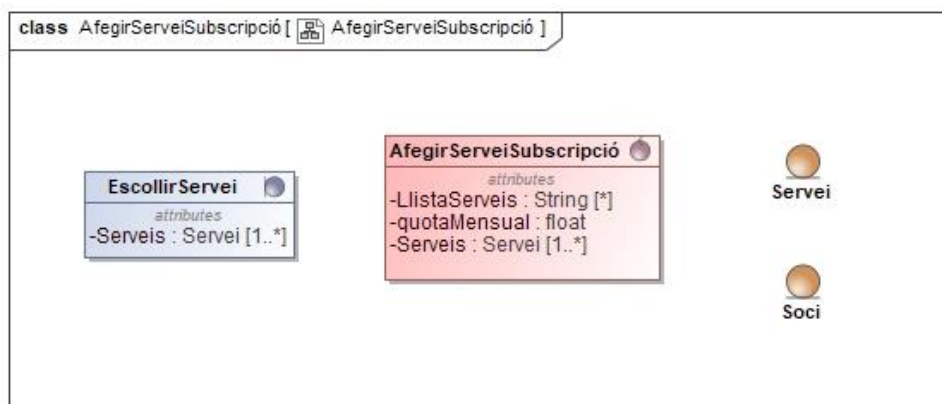 class AfegirServeiSubscripció [ AfegirServeiSubscripció ]
EscollirServei
attributes
-Serveis : Servei [1..*]
AfegirServeiSubscripció
attributes
-LlistaServeis : String [*]
-quotaMensual : float
-Serveis : Servei [1..*]
Servei
Soci